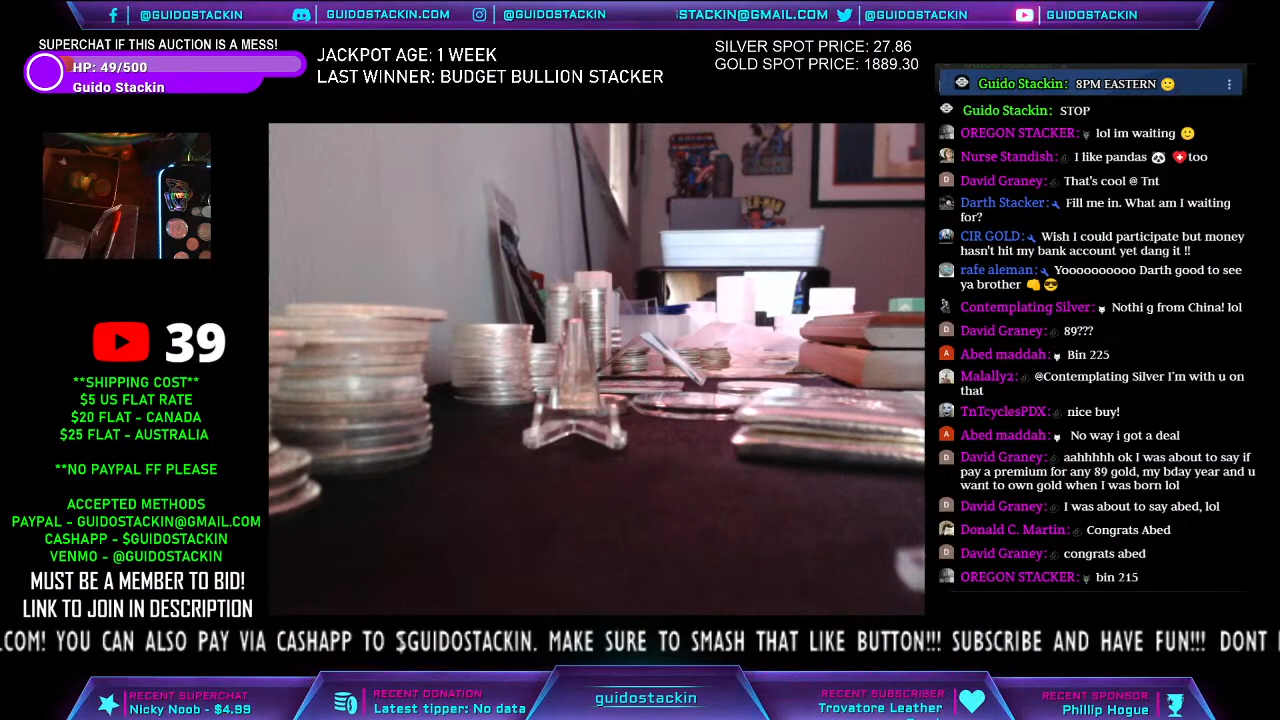 @GUIDOSTACKIN
GUIDOSTACKIN.COM
@GUIDOSTACKIN
STACKIN@GMAIL.COM
@GUIDOSTACKIN
GUIDOSTACKIN
SUPERCHAT IF THIS AUCTION IS A MESS!
HP: 49/500
Guido Stackin
JACKPOT AGE: 1 WEEK
LAST WINNER: BUDGET BULLION STACKER
SILVER SPOT PRICE: 27.86
GOLD SPOT PRICE: 1889.30
39
**SHIPPING COST**
$5 US FLAT RATE
$20 FLAT - CANADA
$25 FLAT - AUSTRALIA
**NO PAYPAL FF PLEASE
ACCEPTED METHODS
PAYPAL - GUIDOSTACKIN@GMAIL.COM
CASHAPP - $GUIDOSTACKIN
VENMO - @GUIDOSTACKIN
MUST BE A MEMBER TO BID!
LINK TO JOIN IN DESCRIPTION
Guido Stackin: 8PM EASTERN 🙂
Guido Stackin: STOP
OREGON STACKER: lol im waiting 🙂
Nurse Standish: I like pandas 🐼 too
D David Graney: That's cool @ Tnt
Darth Stacker: Fill me in. What am I waiting
for?
CIR GOLD: Wish I could participate but money
hasn't hit my bank account yet dang it !!
rafe aleman: Yoooooooooo Darth good to see
ya brother 👊 😎
Contemplating Silver: Nothi g from China! lol
D David Graney: 89???
A Abed maddah: Bin 225
Malally2: @Contemplating Silver I'm with u on
that
TnTcyclesPDX: nice buy!
A Abed maddah: No way i got a deal
D David Graney: aahhhhh ok I was about to say if
pay a premium for any 89 gold, my bday year and u
want to own gold when I was born lol
D David Graney: I was about to say abed, lol
Donald C. Martin: Congrats Abed
D David Graney: congrats abed
OREGON STACKER: bin 215
.COM! YOU CAN ALSO PAY VIA CASHAPP TO $GUIDOSTACKIN. MAKE SURE TO SMASH THAT LIKE BUTTON!!! SUBSCRIBE AND HAVE FUN!!! DONT
RECENT SUPERCHAT
Nicky Noob - $4.99
RECENT DONATION
Latest tipper: No data
guidostackin
RECENT SUBSCRIBER
Trovatore Leather
RECENT SPONSOR
Phillip Hogue